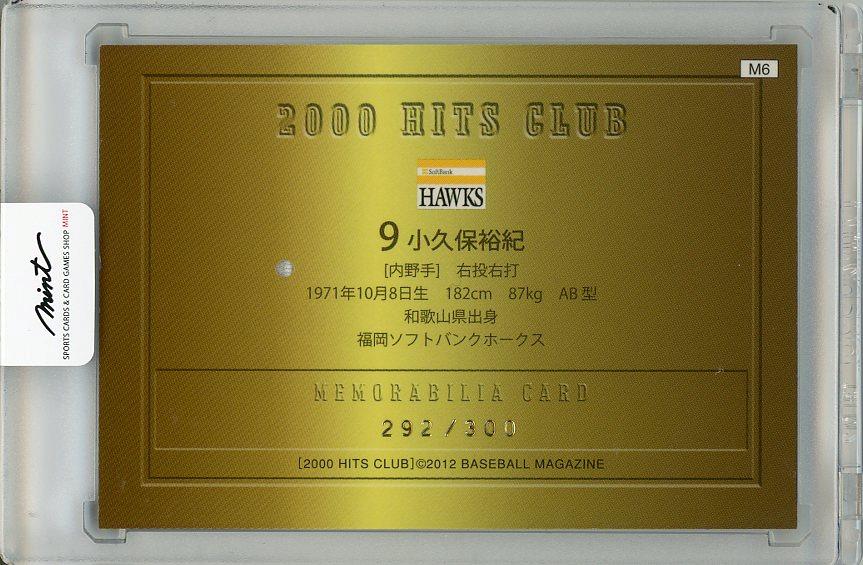 M6
2000 HITS CLUB
SoftBank
HAWKS
9 小久保裕紀
[内野手] 右投右打
1971年10月8日生 182cm 87kg AB型
和歌山県出身
福岡ソフトバンクホークス
MEMORABILIA CARD
292/300
[2000 HITS CLUB]©2012 BASEBALL MAGAZINE
mint
SPORTS CARDS & CARD GAMES SHOP MINT